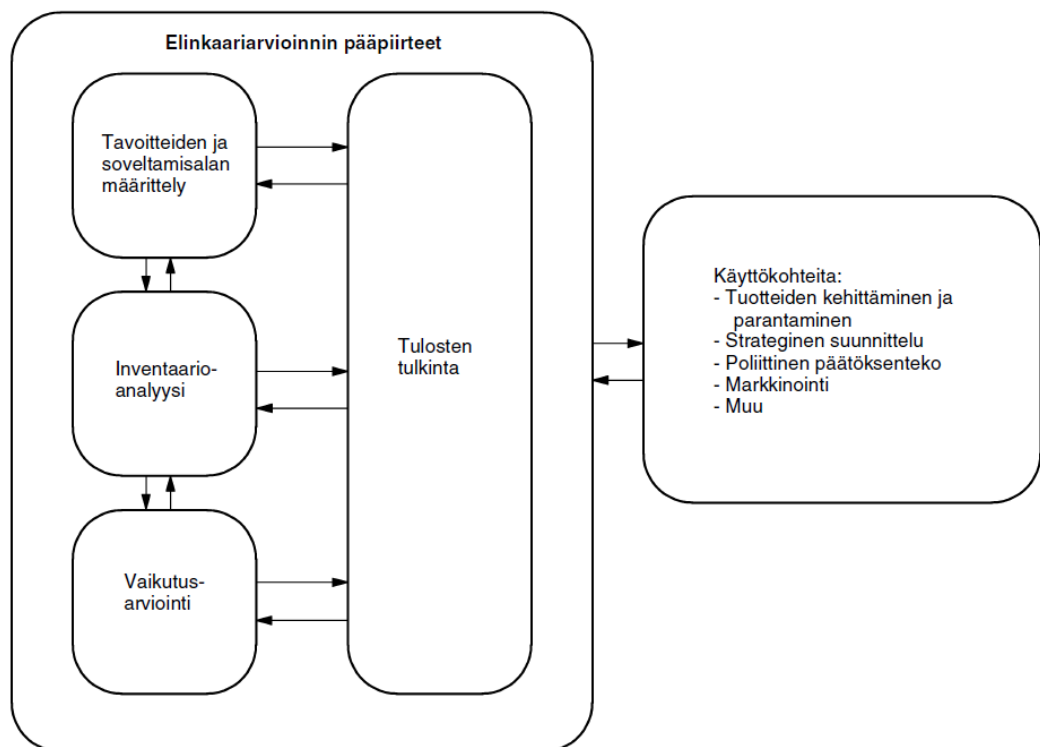 Elinkaariarvioinnin pääpiirteet
Tavoitteiden ja
soveltamisalan
määrittely
Inventaario-
analyysi
Vaikutus-
arviointi
Tulosten
tulkinta
Käyttökohteita:
- Tuotteiden kehittäminen ja
parantaminen
- Strateginen suunnittelu
- Poliittinen päätöksenteko
- Markkinointi
- Muu